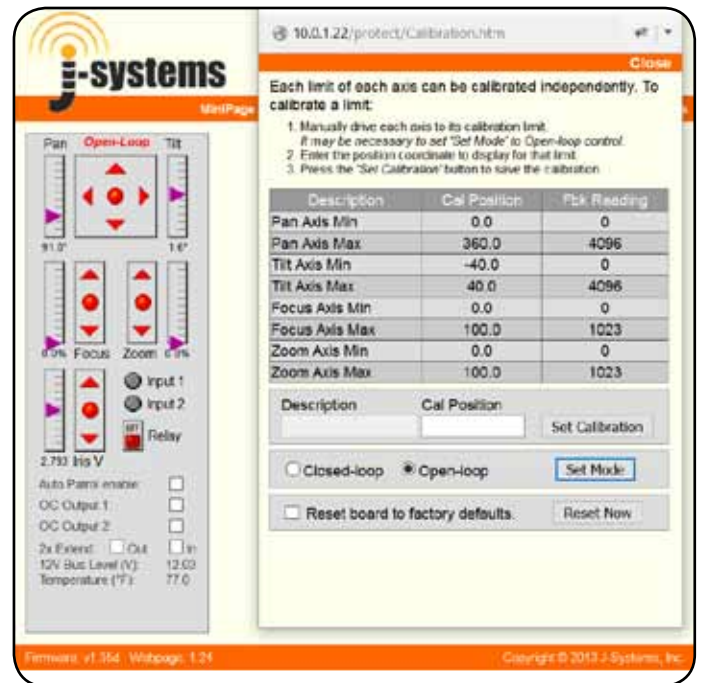 j-systems
MiniPage
10.0.1.22/protect/Calibration.htm
Close
Each limit of each axis can be calibrated independently. To
calibrate a limit:
1. Manually drive each axis to its calibration limit.
It may be necessary to set "Set Mode" to Open-loop control.
2. Enter the position coordinate to display for that limit.
3. Press the "Set Calibration" button to save the calibration.
Description Cal Position Fbk Reading
Pan Axis Min 0.0 0
Pan Axis Max 360.0 4096
Tilt Axis Min -40.0 0
Tilt Axis Max 40.0 4096
Focus Axis Min 0.0 0
Focus Axis Max 100.0 1023
Zoom Axis Min 0.0 0
Zoom Axis Max 100.0 1023
Description Cal Position
Set Calibration
Closed-loop Open-loop Set Mode
Reset board to factory defaults. Reset Now
Pan Open-Loop Tilt
91.0° 1.6°
0.0% Focus Zoom 0.0%
Input 1
Input 2
Relay
2.793 Iris V
Auto Patrol enable:
OC Output 1
OC Output 2
2x Extend: Out In
12V Bus Level (V): 12.03
Temperature (°F): 77.0
Firmware: v1.354 Webpage: 1.24
Copyright © 2013 J-Systems, Inc.